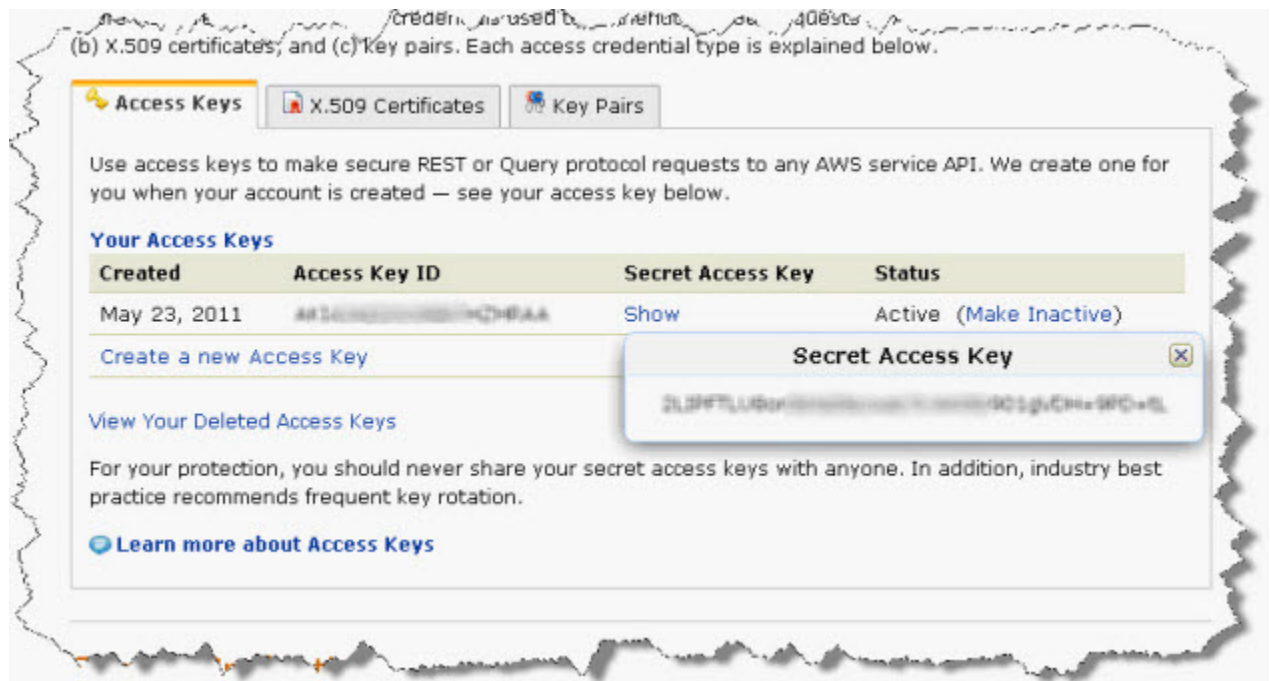 (b) X.509 certificates, and (c) key pairs. Each access credential type is explained below.
Access Keys X.509 Certificates Key Pairs
Use access keys to make secure REST or Query protocol requests to any AWS service API. We create one for
you when your account is created — see your access key below.
Your Access Keys
Created Access Key ID Secret Access Key Status
May 23, 2011 Show Active (Make Inactive)
Create a new Access Key
Secret Access Key
View Your Deleted Access Keys
For your protection, you should never share your secret access keys with anyone. In addition, industry best
practice recommends frequent key rotation.
Learn more about Access Keys